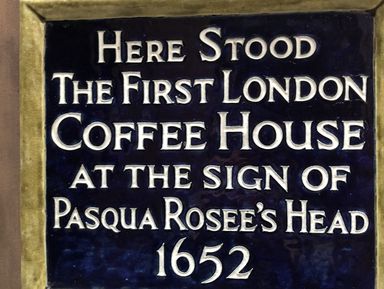 HERE STOOD
THE FIRST LONDON
COFFEE HOUSE
AT THE SIGN OF
PASQUA ROSEE'S HEAD
1652